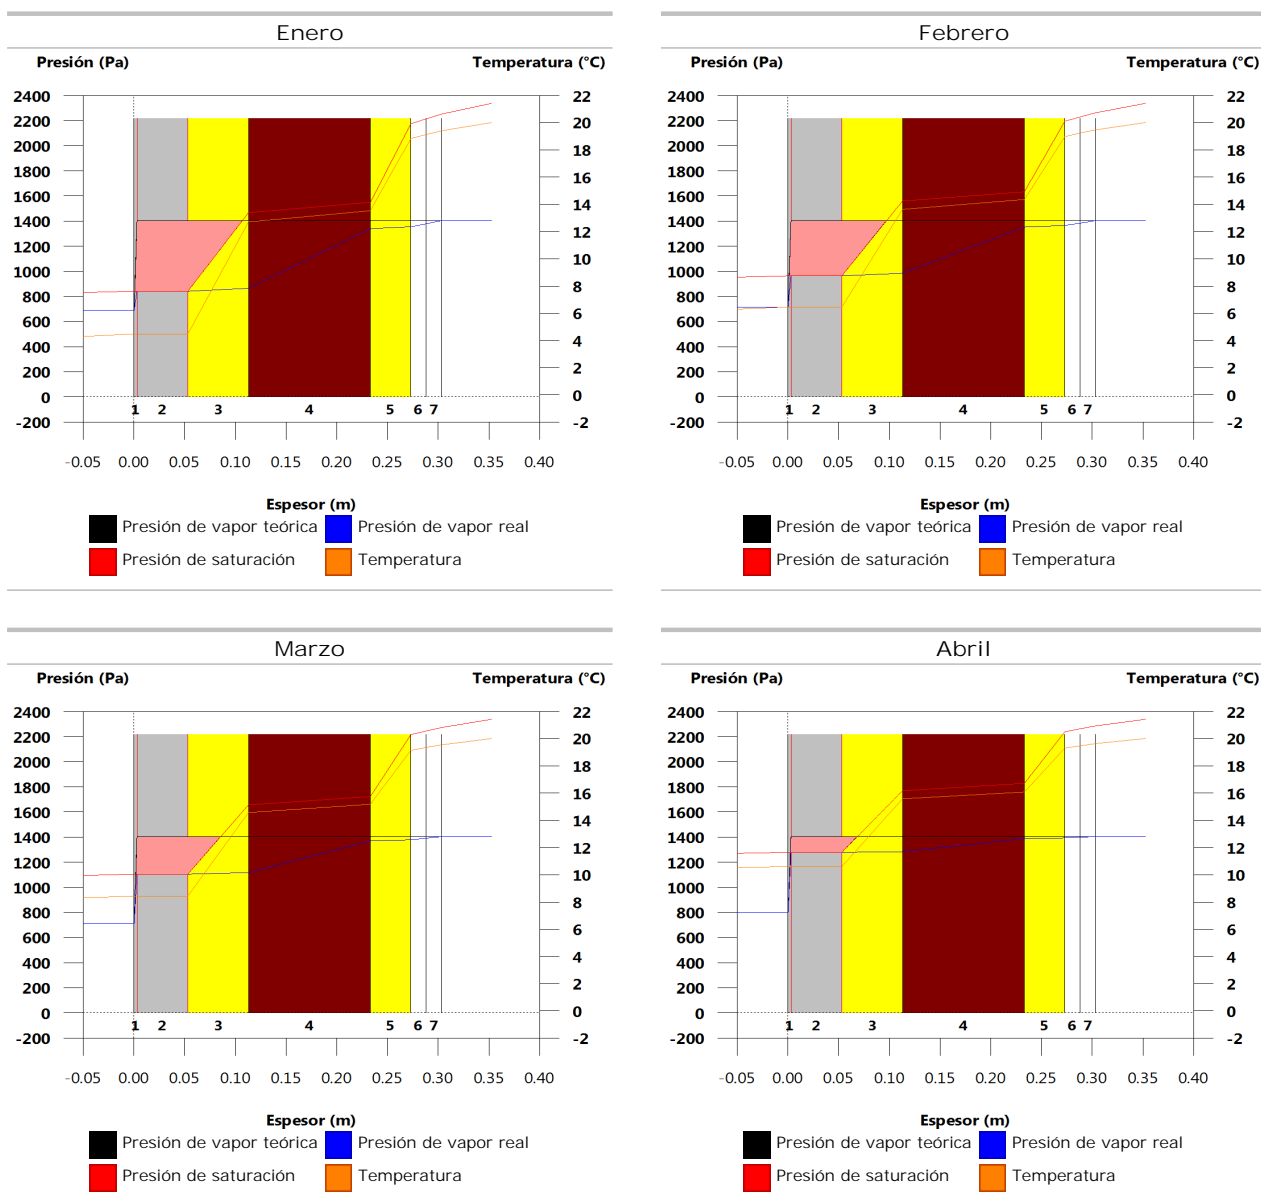 Enero
Presión (Pa) Temperatura (°C)
2400 22
2200 20
2000 18
1800 16
1600 14
1400 12
1200 10
1000 8
800 6
600 4
400 2
200 0
0 -2
-200
1 2 3 4 5 6 7
-0.05 0.00 0.05 0.10 0.15 0.20 0.25 0.30 0.35 0.40
Espesor (m)
Presión de vapor teórica Presión de vapor real
Presión de saturación Temperatura
Febrero
Presión (Pa) Temperatura (°C)
2400 22
2200 20
2000 18
1800 16
1600 14
1400 12
1200 10
1000 8
800 6
600 4
400 2
200 0
0 -2
-200
1 2 3 4 5 6 7
-0.05 0.00 0.05 0.10 0.15 0.20 0.25 0.30 0.35 0.40
Espesor (m)
Presión de vapor teórica Presión de vapor real
Presión de saturación Temperatura
Marzo
Presión (Pa) Temperatura (°C)
2400 22
2200 20
2000 18
1800 16
1600 14
1400 12
1200 10
1000 8
800 6
600 4
400 2
200 0
0 -2
-200
1 2 3 4 5 6 7
-0.05 0.00 0.05 0.10 0.15 0.20 0.25 0.30 0.35 0.40
Espesor (m)
Presión de vapor teórica Presión de vapor real
Presión de saturación Temperatura
Abril
Presión (Pa) Temperatura (°C)
2400 22
2200 20
2000 18
1800 16
1600 14
1400 12
1200 10
1000 8
800 6
600 4
400 2
200 0
0 -2
-200
1 2 3 4 5 6 7
-0.05 0.00 0.05 0.10 0.15 0.20 0.25 0.30 0.35 0.40
Espesor (m)
Presión de vapor teórica Presión de vapor real
Presión de saturación Temperatura